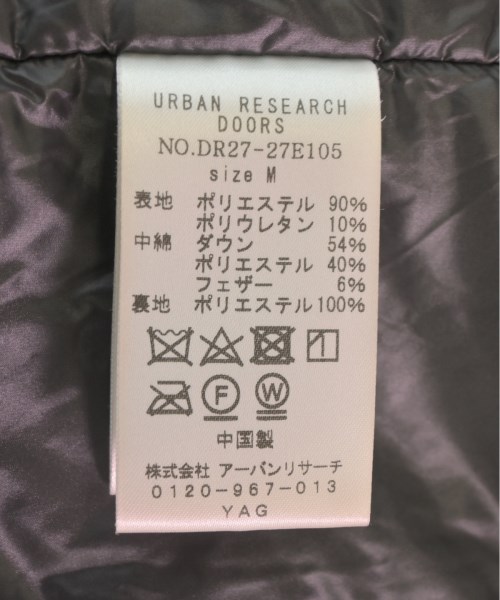 URBAN RESEARCH
DOORS
NO.DR27-27E105
size M
表地 ポリエステル 90%
ポリウレタン 10%
中綿 ダウン 54%
ポリエステル 40%
フェザー 6%
裏地 ポリエステル 100%
F W
中国製
株式会社 アーバンリサーチ
0120-967-013
YAG